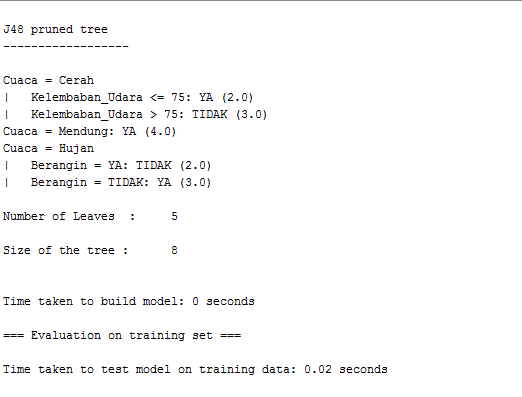 J48 pruned tree
------------------
Cuaca = Cerah
|   Kelembaban_Udara <= 75: YA (2.0)
|   Kelembaban_Udara > 75: TIDAK (3.0)
Cuaca = Mendung: YA (4.0)
Cuaca = Hujan
|   Berangin = YA: TIDAK (2.0)
|   Berangin = TIDAK: YA (3.0)
Number of Leaves  :     5
Size of the tree :      8
Time taken to build model: 0 seconds
=== Evaluation on training set ===
Time taken to test model on training data: 0.02 seconds